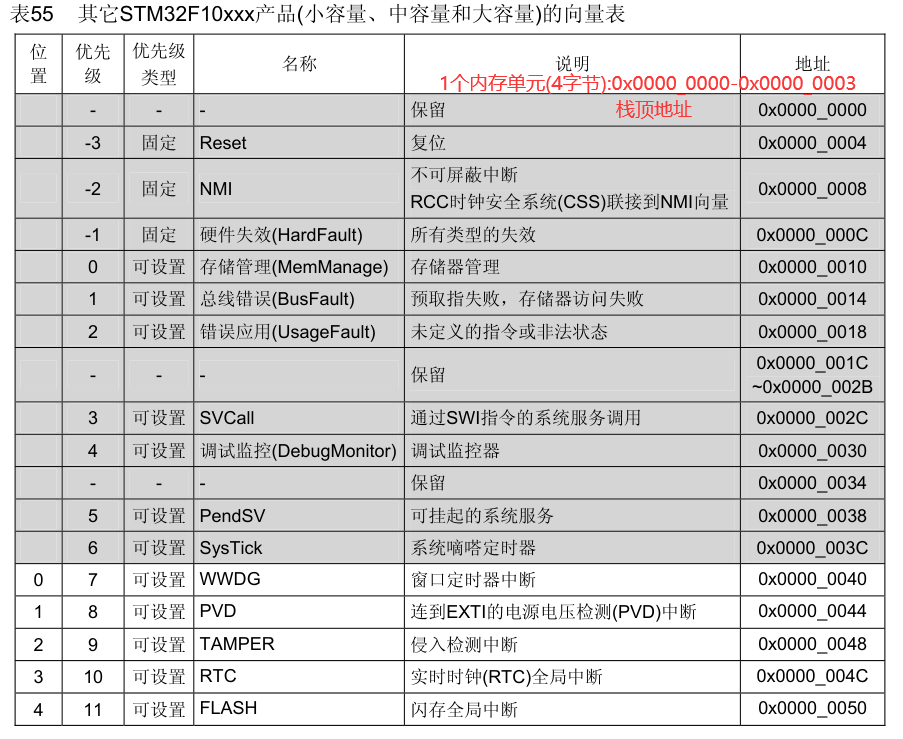 表55 其它STM32F10xxx产品(小容量、中容量和大容量)的向量表
位置 优先级 优先级类型 名称 说明 地址
1个内存单元(4字节):0x0000_0000-0x0000_0003
- - - 保留 栈顶地址 0x0000_0000
-3 固定 Reset 复位 0x0000_0004
-2 固定 NMI 不可屏蔽中断 0x0000_0008
RCC时钟安全系统(CSS)联接到NMI向量
-1 固定 硬件失效(HardFault) 所有类型的失效 0x0000_000C
0 可设置 存储管理(MemManage) 存储器管理 0x0000_0010
1 可设置 总线错误(BusFault) 预取指失败，存储器访问失败 0x0000_0014
2 可设置 错误应用(UsageFault) 未定义的指令或非法状态 0x0000_0018
- - - 保留 0x0000_001C
~0x0000_002B
3 可设置 SVCall 通过SWI指令的系统服务调用 0x0000_002C
4 可设置 调试监控(DebugMonitor) 调试监控器 0x0000_0030
- - - 保留 0x0000_0034
5 可设置 PendSV 可挂起的系统服务 0x0000_0038
6 可设置 SysTick 系统嘀嗒定时器 0x0000_003C
0 7 可设置 WWDG 窗口定时器中断 0x0000_0040
1 8 可设置 PVD 连到EXTI的电源电压检测(PVD)中断 0x0000_0044
2 9 可设置 TAMPER 侵入检测中断 0x0000_0048
3 10 可设置 RTC 实时时钟(RTC)全局中断 0x0000_004C
4 11 可设置 FLASH 闪存全局中断 0x0000_0050